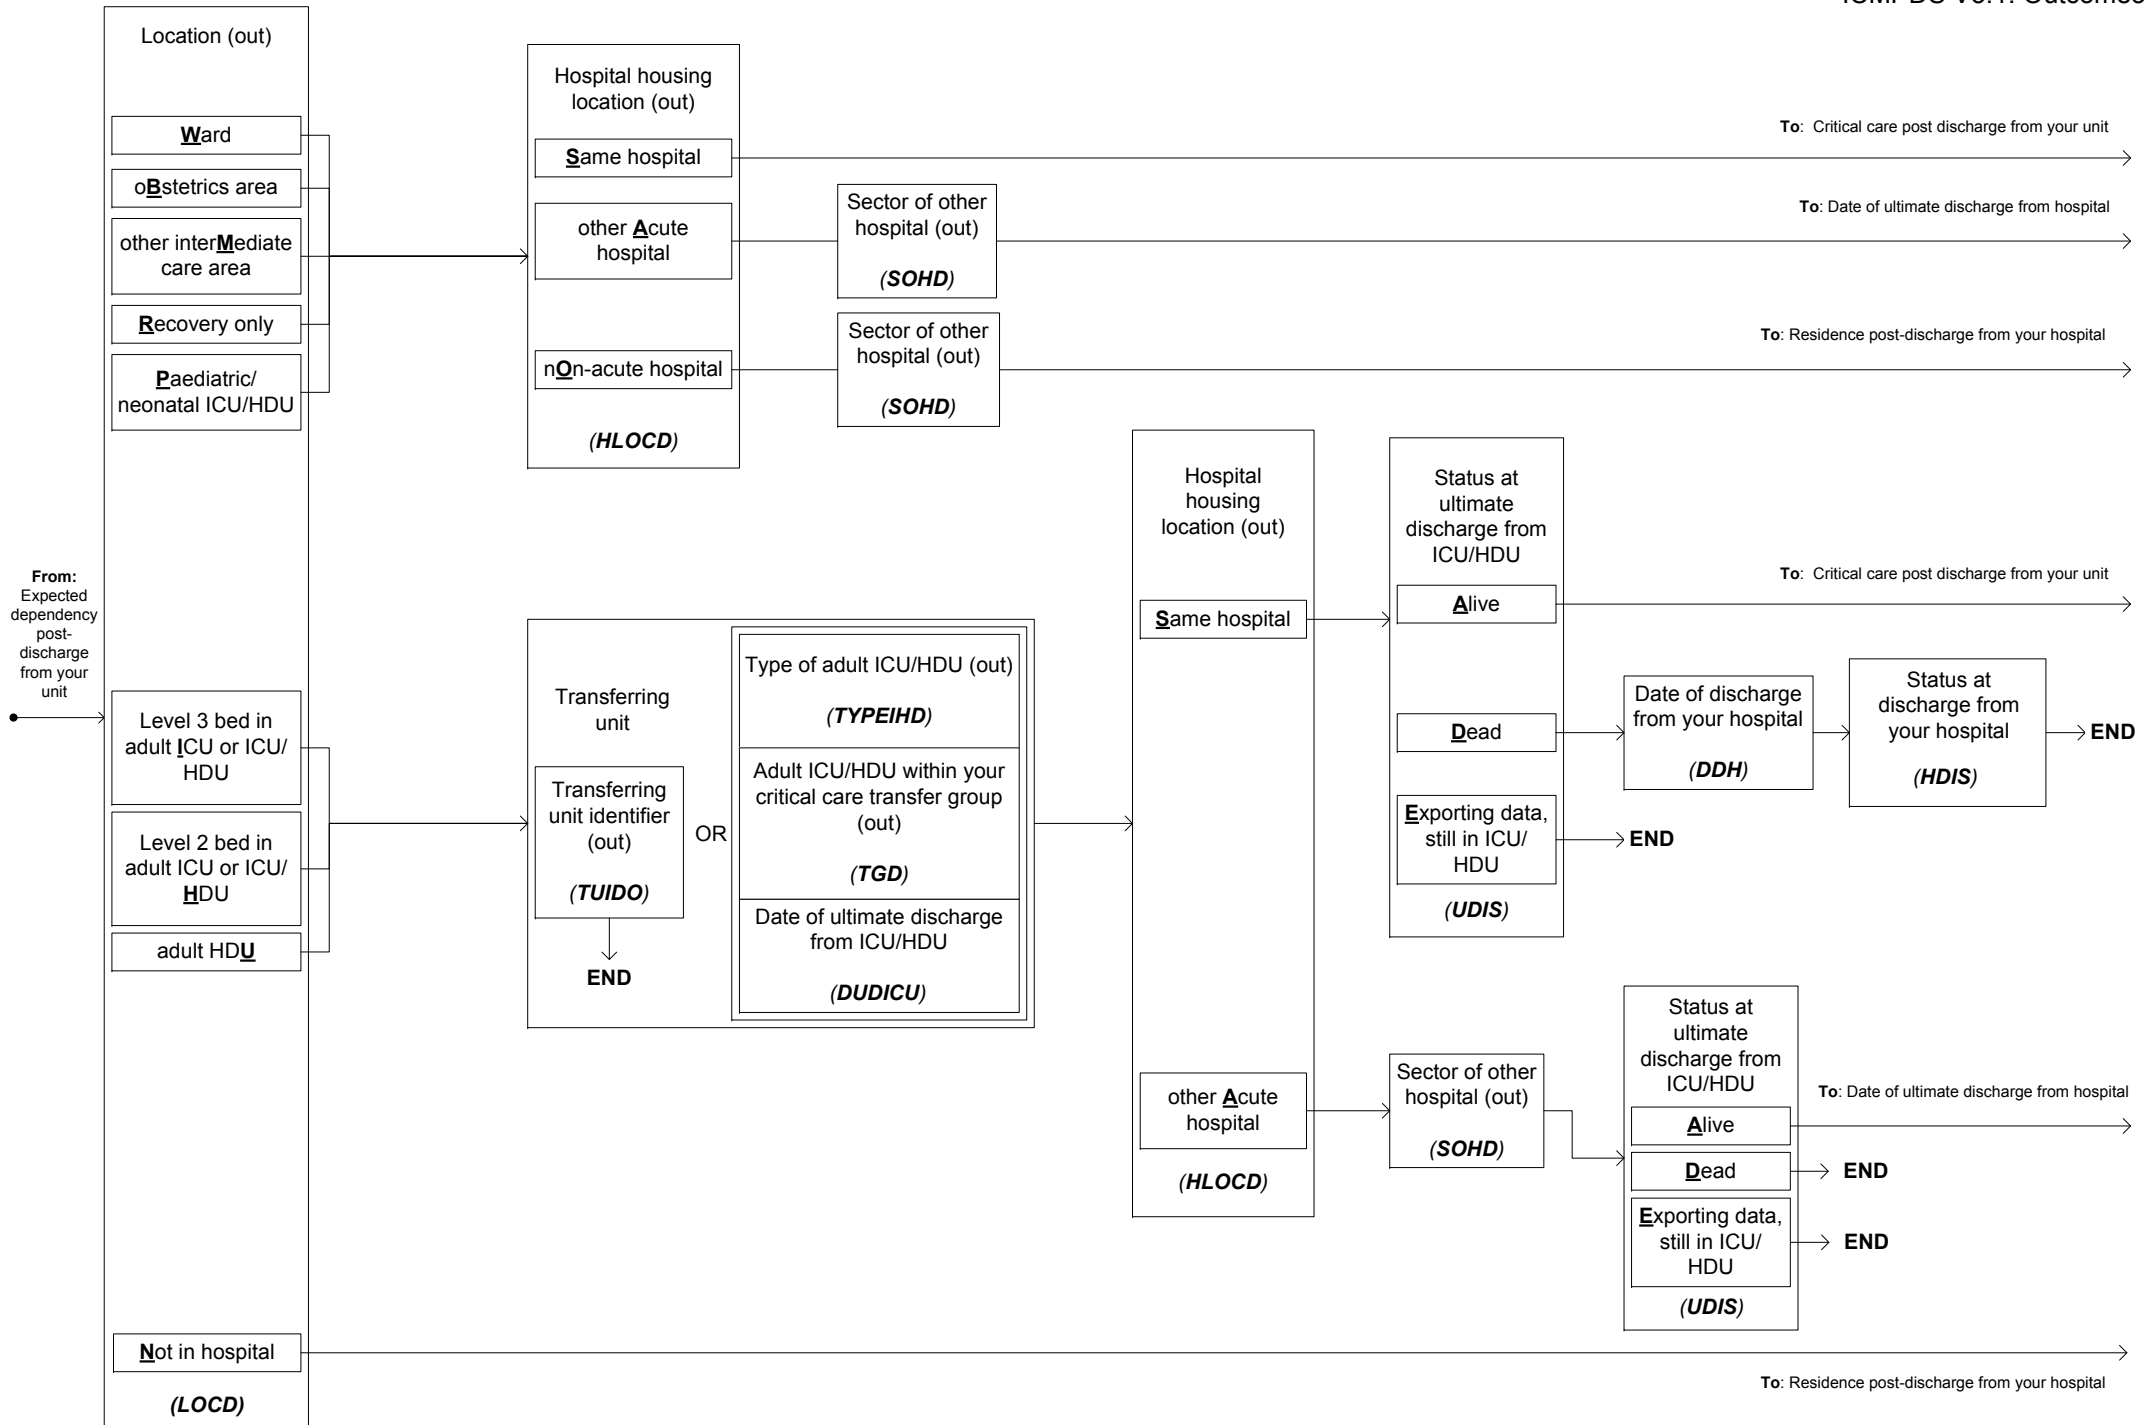 Location (out)
Ward
oBstetrics area
other interMediate
care area
Recovery only
Paediatric/
neonatal ICU/HDU
Level 3 bed in
adult ICU or ICU/
HDU
Level 2 bed in
adult ICU or ICU/
HDU
adult HDU
Not in hospital
(LOCD)
From:
Expected
dependency
post-
discharge
from your
unit
Hospital housing
location (out)
Same hospital
other Acute
hospital
nOn-acute hospital
(HLOCD)
Sector of other
hospital (out)
(SOHD)
Sector of other
hospital (out)
(SOHD)
To: Critical care post discharge from your unit
To: Date of ultimate discharge from hospital
To: Residence post-discharge from your hospital
Transferring
unit
Transferring
unit identifier
(out)
(TUIDO)
END
OR
Type of adult ICU/HDU (out)
(TYPEIHD)
Adult ICU/HDU within your
critical care transfer group
(out)
(TGD)
Date of ultimate discharge
from ICU/HDU
(DUDICU)
Hospital
housing
location (out)
Same hospital
other Acute
hospital
(HLOCD)
Status at
ultimate
discharge from
ICU/HDU
Alive
Dead
Exporting data,
still in ICU/
HDU
(UDIS)
To: Critical care post discharge from your unit
Date of discharge
from your hospital
(DDH)
Status at
discharge from
your hospital
(HDIS)
END
END
Sector of other
hospital (out)
(SOHD)
Status at
ultimate
discharge from
ICU/HDU
Alive
Dead
Exporting data,
still in ICU/
HDU
(UDIS)
To: Date of ultimate discharge from hospital
END
END
To: Residence post-discharge from your hospital